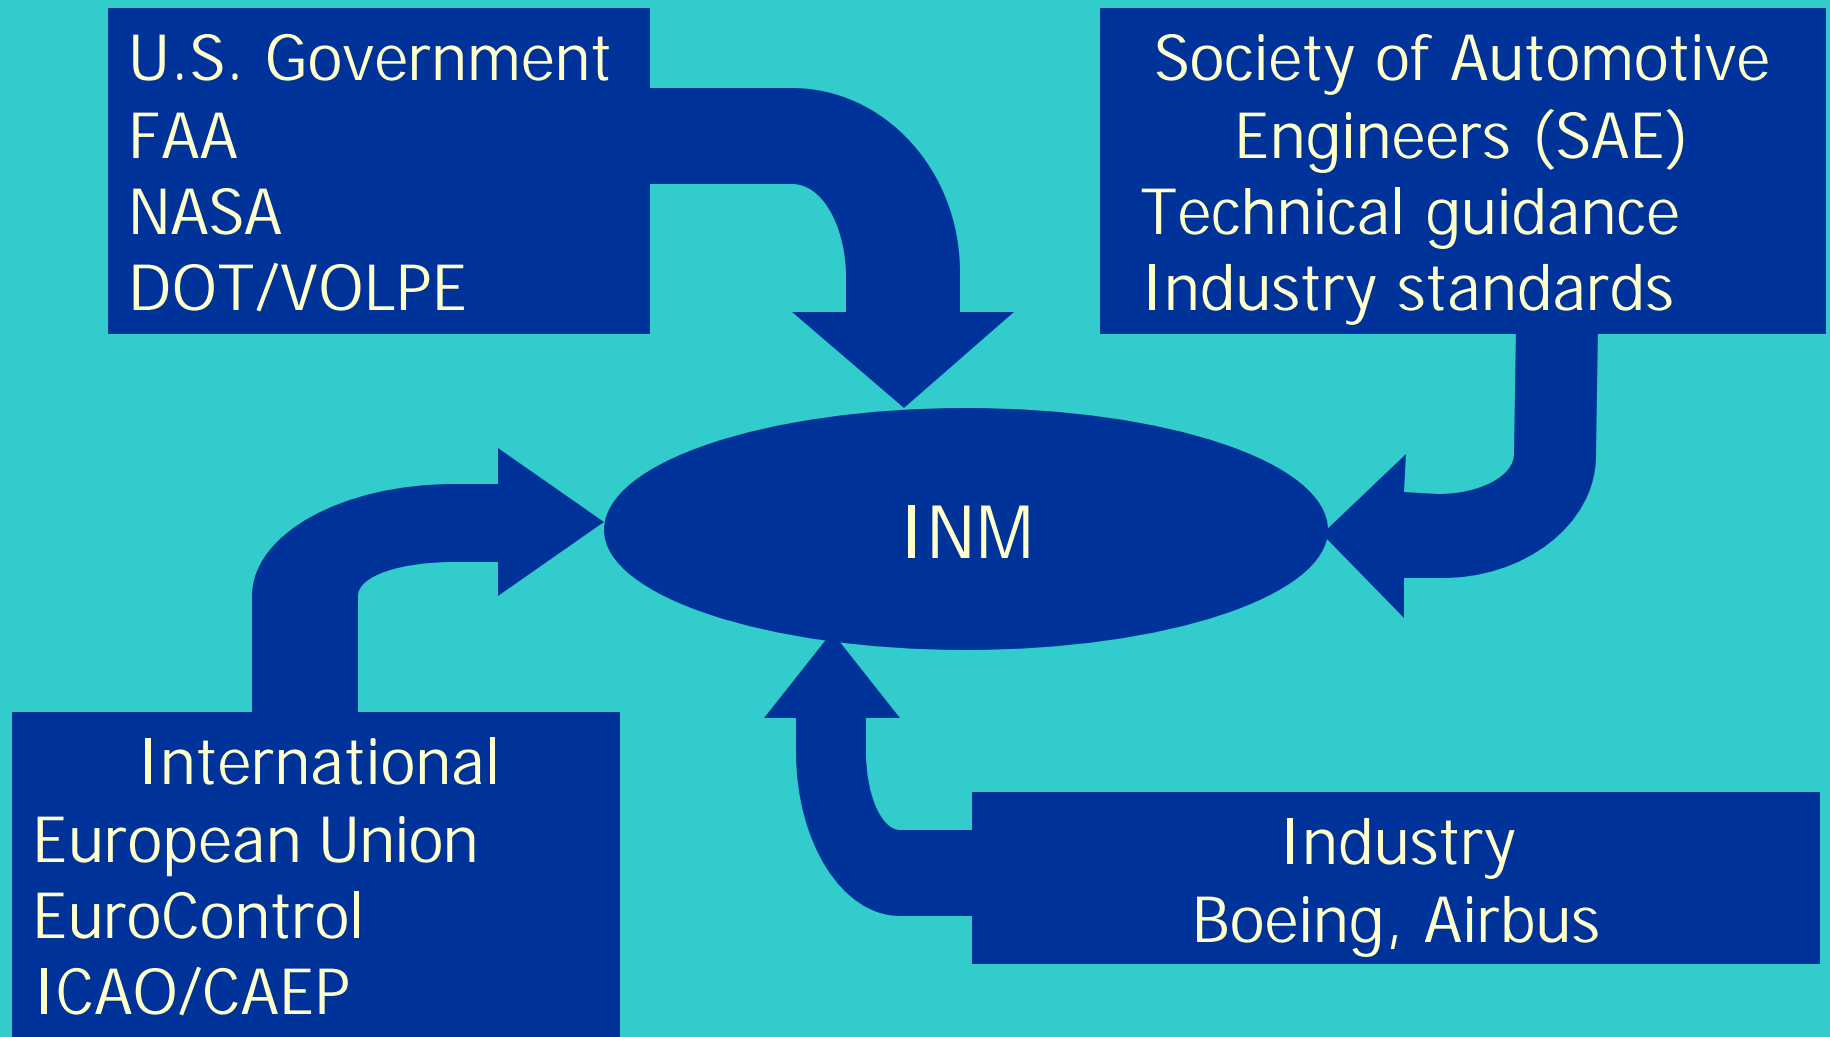 U.S. Government
FAA
NASA
DOT/VOLPE
Society of Automotive
Engineers (SAE)
Technical guidance
Industry standards
INM
International
European Union
EuroControl
ICAO/CAEP
Industry
Boeing, Airbus